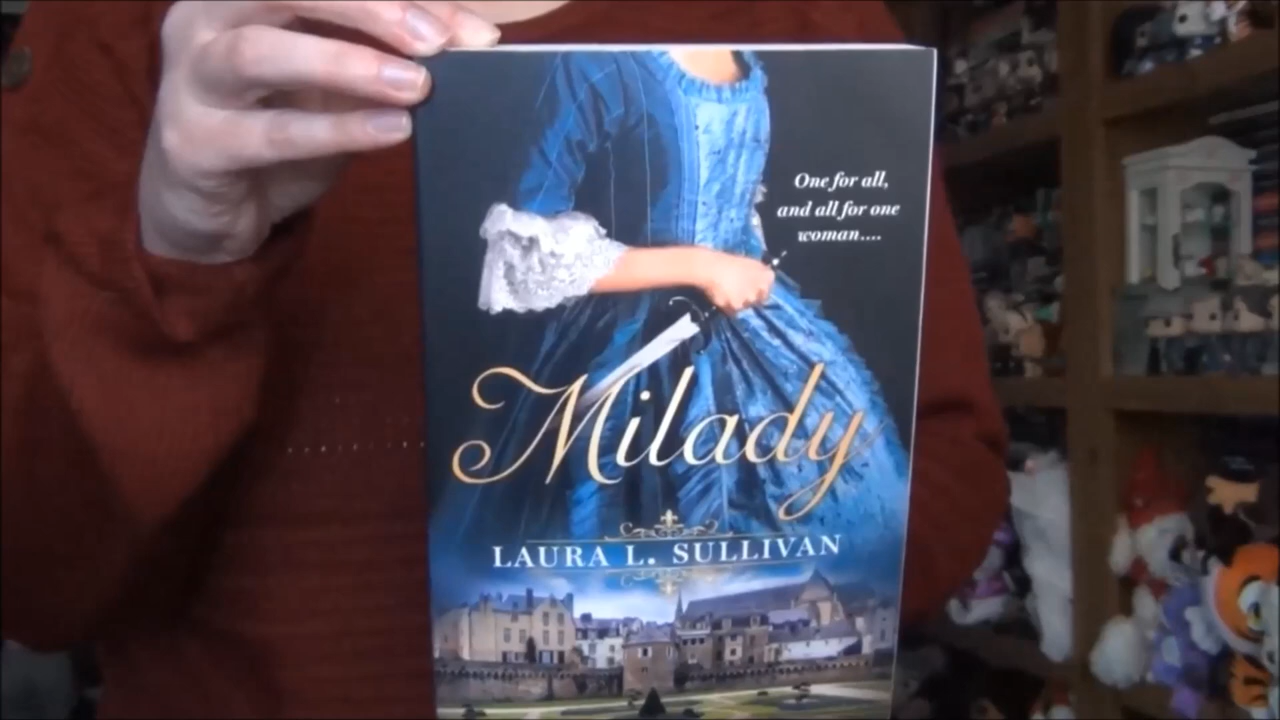 One for all,
and all for one
woman....
Milady
LAURA L. SULLIVAN